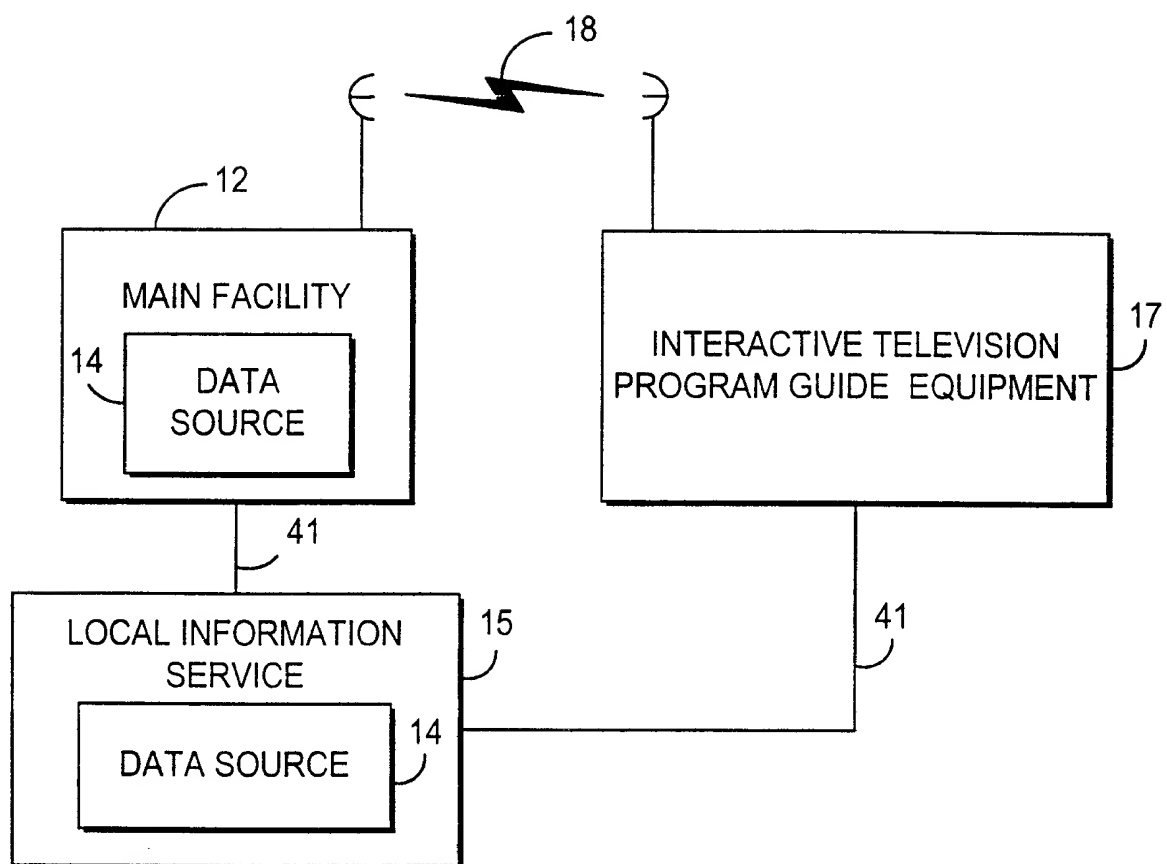 18
12
MAIN FACILITY
14
DATA
SOURCE
INTERACTIVE TELEVISION
PROGRAM GUIDE EQUIPMENT
17
41
LOCAL INFORMATION
SERVICE
15
41
DATA SOURCE
14